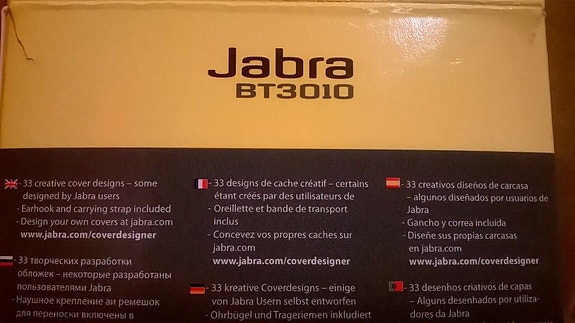 Jabra
BT3010
- 33 creative cover designs – some
designed by Jabra users
- Earhook and carrying strap included
- Design your own covers at jabra.com
www.jabra.com/coverdesigner
- 33 designs de cache créatif – certains
étant créés par des utilisateurs de
- Oreillette et bande de transport
inclus
- Concevez vos propres caches sur
jabra.com
www.jabra.com/coverdesigner
- 33 creativos diseños de carcasa
– algunos diseñados por usuarios de
Jabra
- Gancho y correa incluida
- Diseñe sus propias carcasas
en jabra.com
www.jabra.com/coverdesigner
- 33 творческих разработки
обложек – некоторые разработаны
пользователями Jabra
- Наушное крепление аи ремешок
для переноски включены в
- 33 kreative Coverdesigns – einige
von Jabra Usern selbst entworfen
- Ohrbügel und Trageriemen inkludiert
- 33 desenhos criativos de capas
– Alguns desenhados por utiliza-
dores da Jabra